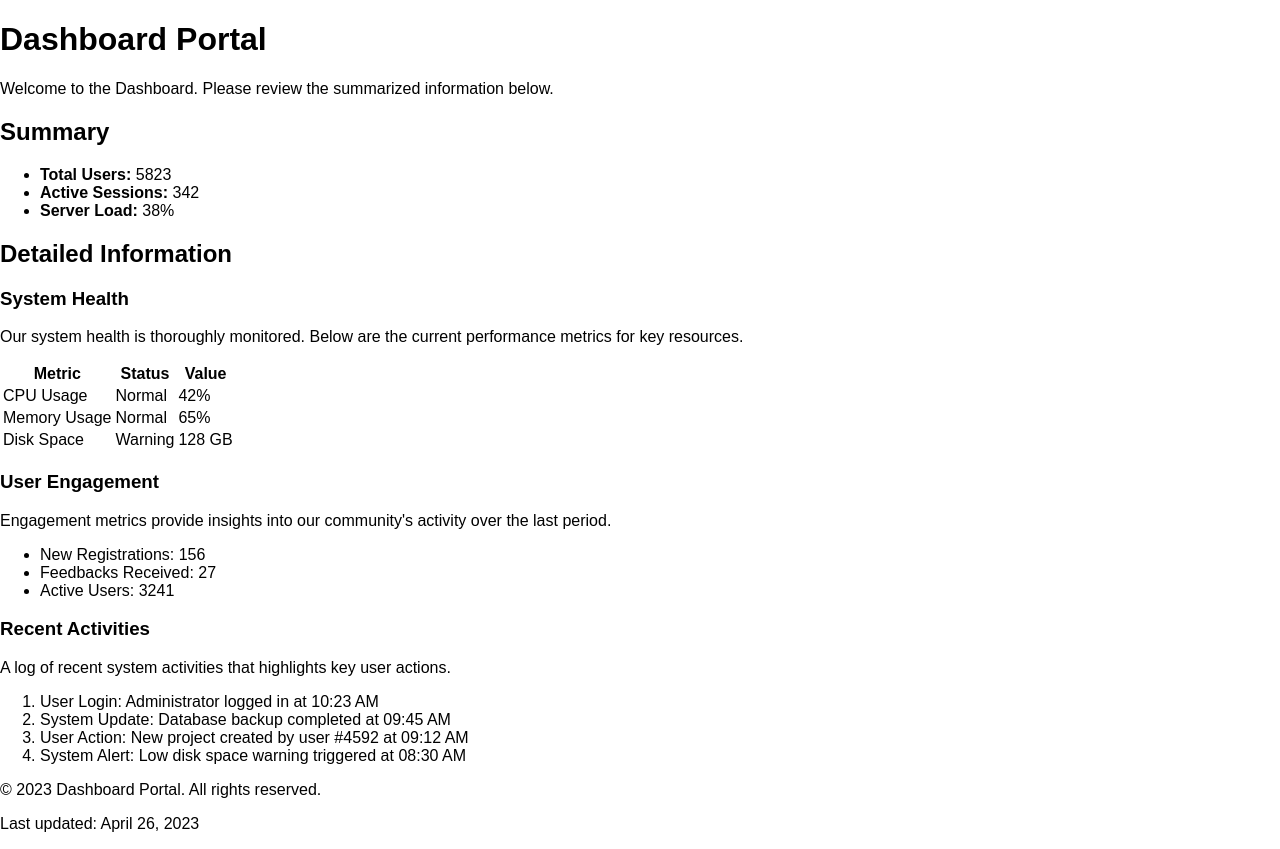 Dashboard Portal
Welcome to the Dashboard. Please review the summarized information below.
Summary
• Total Users: 5823
• Active Sessions: 342
• Server Load: 38%
Detailed Information
System Health
Our system health is thoroughly monitored. Below are the current performance metrics for key resources.
Metric Status Value
CPU Usage Normal 42%
Memory Usage Normal 65%
Disk Space Warning 128 GB
User Engagement
Engagement metrics provide insights into our community's activity over the last period.
• New Registrations: 156
• Feedbacks Received: 27
• Active Users: 3241
Recent Activities
A log of recent system activities that highlights key user actions.
1. User Login: Administrator logged in at 10:23 AM
2. System Update: Database backup completed at 09:45 AM
3. User Action: New project created by user #4592 at 09:12 AM
4. System Alert: Low disk space warning triggered at 08:30 AM
© 2023 Dashboard Portal. All rights reserved.
Last updated: April 26, 2023